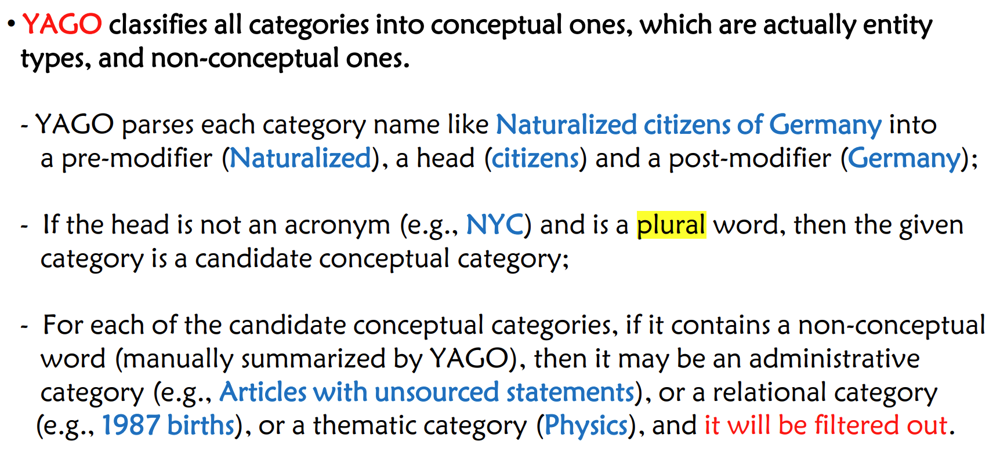 • YAGO classifies all categories into conceptual ones, which are actually entity
types, and non-conceptual ones.
- YAGO parses each category name like Naturalized citizens of Germany into
a pre-modifier (Naturalized), a head (citizens) and a post-modifier (Germany);
- If the head is not an acronym (e.g., NYC) and is a plural word, then the given
category is a candidate conceptual category;
- For each of the candidate conceptual categories, if it contains a non-conceptual
word (manually summarized by YAGO), then it may be an administrative
category (e.g., Articles with unsourced statements), or a relational category
(e.g., 1987 births), or a thematic category (Physics), and it will be filtered out.